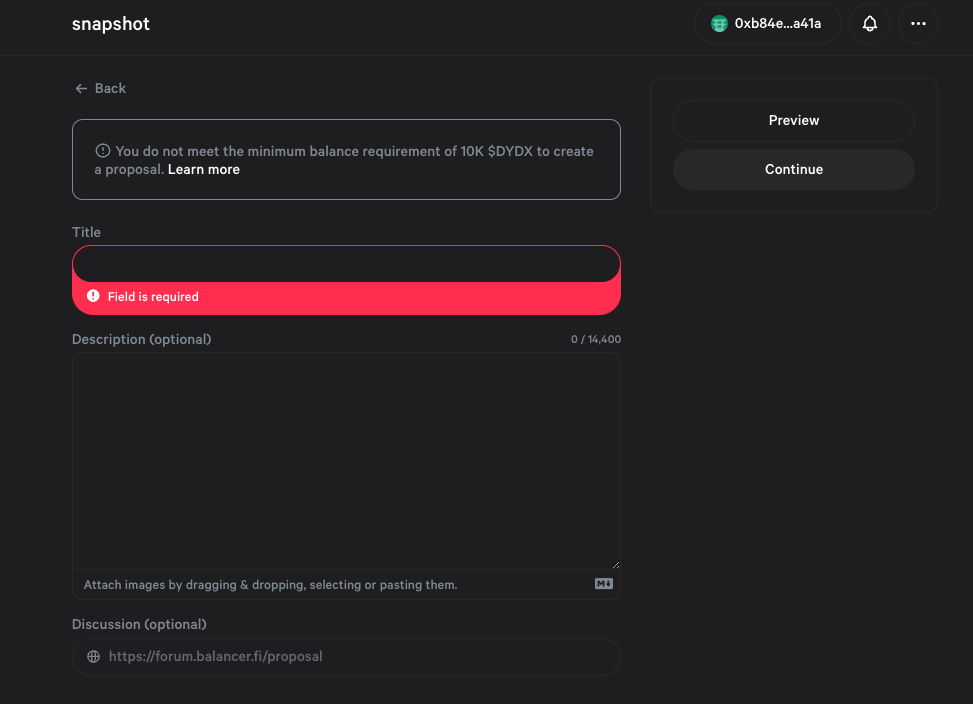 snapshot
0xb84e...a41a
Back
You do not meet the minimum balance requirement of 10K $DYDX to create
a proposal. Learn more
Preview
Continue
Title
Field is required
Description (optional)
0 / 14,400
Attach images by dragging & dropping, selecting or pasting them.
M
Discussion (optional)
https://forum.balancer.fi/proposal